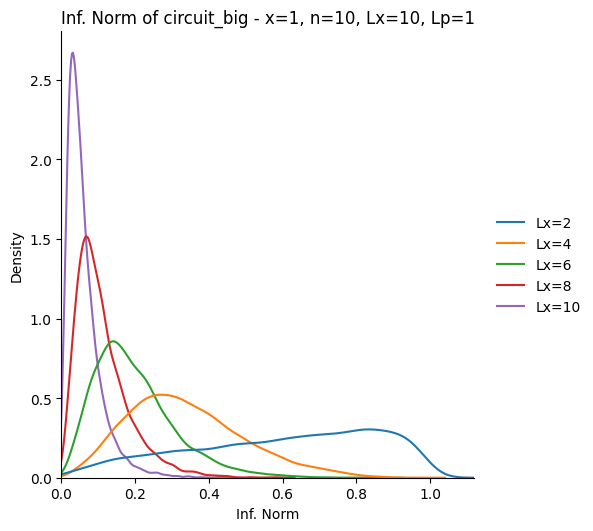 Inf. Norm of circuit_big - x=1, n=10, Lx=10, Lp=1
Density
2.5
2.0
1.5
1.0
0.5
0.0
0.0 0.2 0.4 0.6 0.8 1.0
Inf. Norm
Lx=2
Lx=4
Lx=6
Lx=8
Lx=10